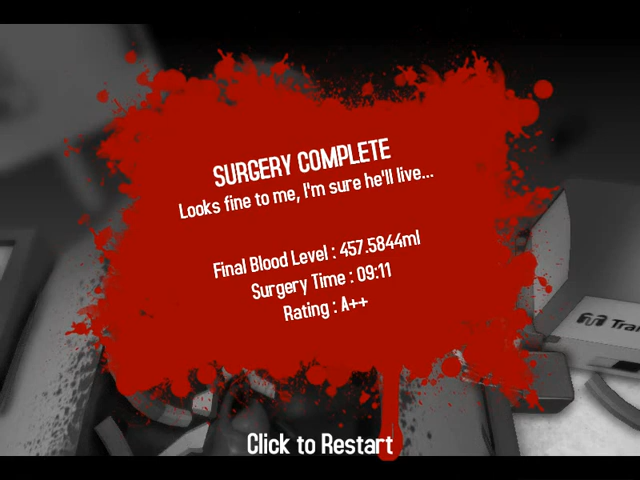 SURGERY COMPLETE
Looks fine to me, I'm sure he'll live...
Final Blood Level : 457.5844ml
Surgery Time : 09:11
Rating : A++
Tran
Click to Restart